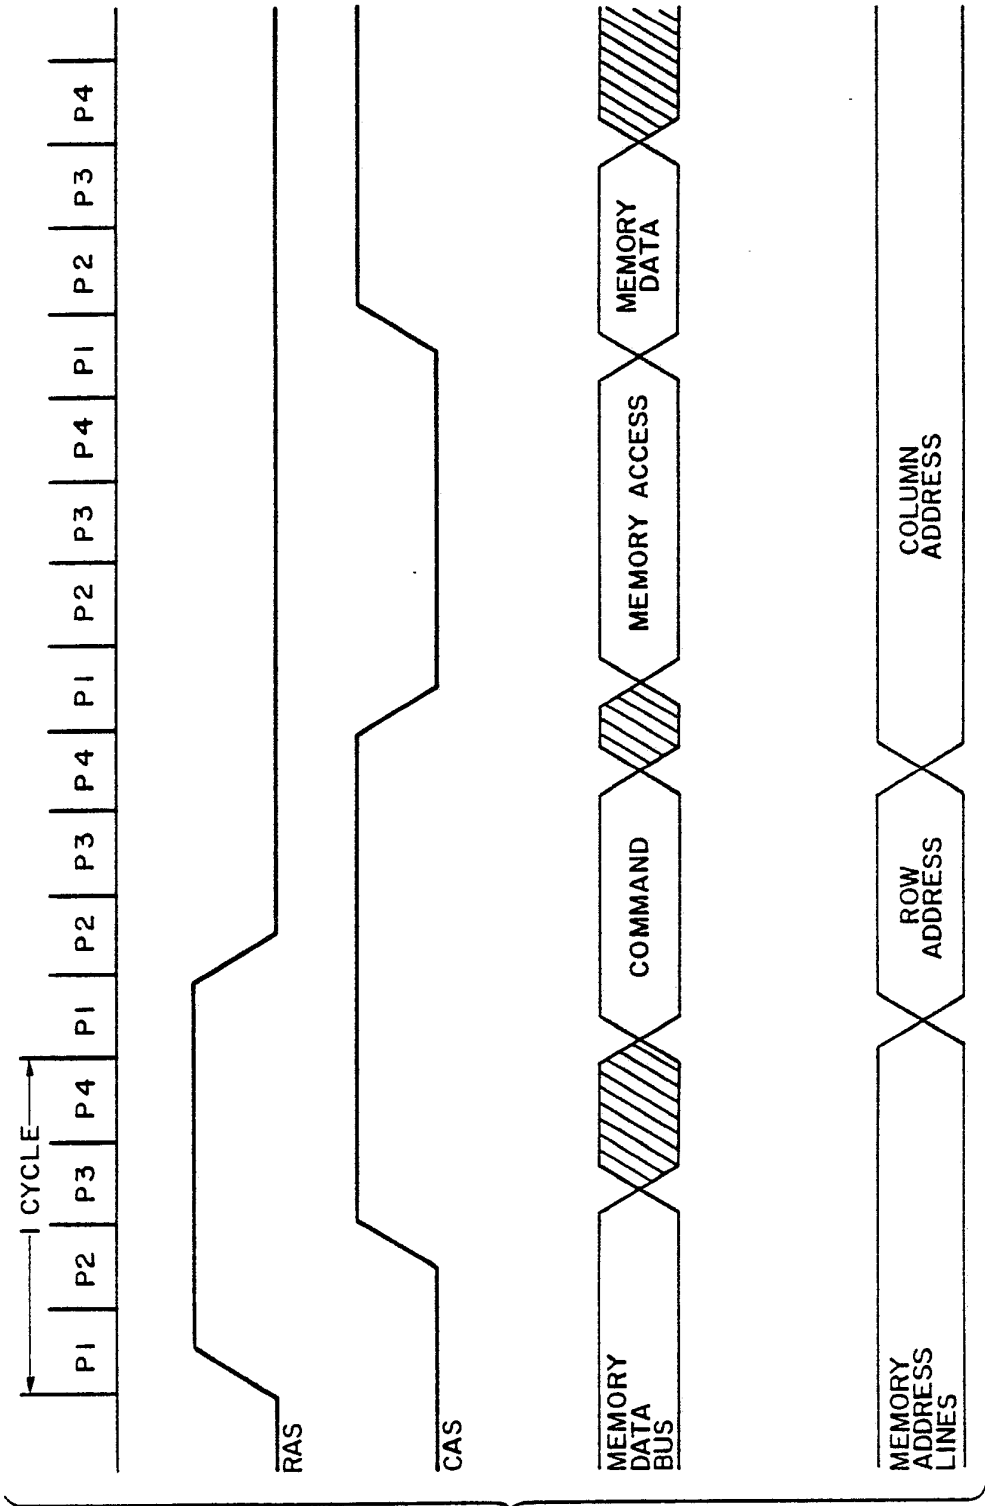 1 CYCLE
P1 P2 P3 P4 P1 P2 P3 P4 P1 P2 P3 P4 P1 P2 P3 P4
RAS
CAS
MEMORY
DATA
BUS
COMMAND
MEMORY ACCESS
MEMORY
DATA
MEMORY
ADDRESS
LINES
ROW
ADDRESS
COLUMN
ADDRESS